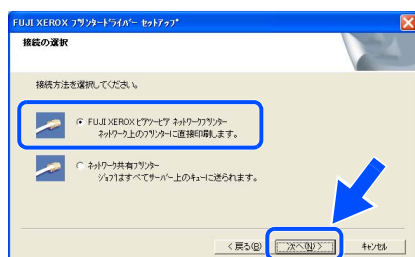 FUJI XEROX プリンタードライバー セットアップ
接続の選択
接続方法を選択してください。
FUJI XEROX ピアツーピア ネットワークプリンター
ネットワーク上のプリンターに直接印刷します。
ネットワーク共有プリンター
ジョブはすべてサーバー上のキューに送られます。
< 戻る(B)
次へ(N) >
キャンセル